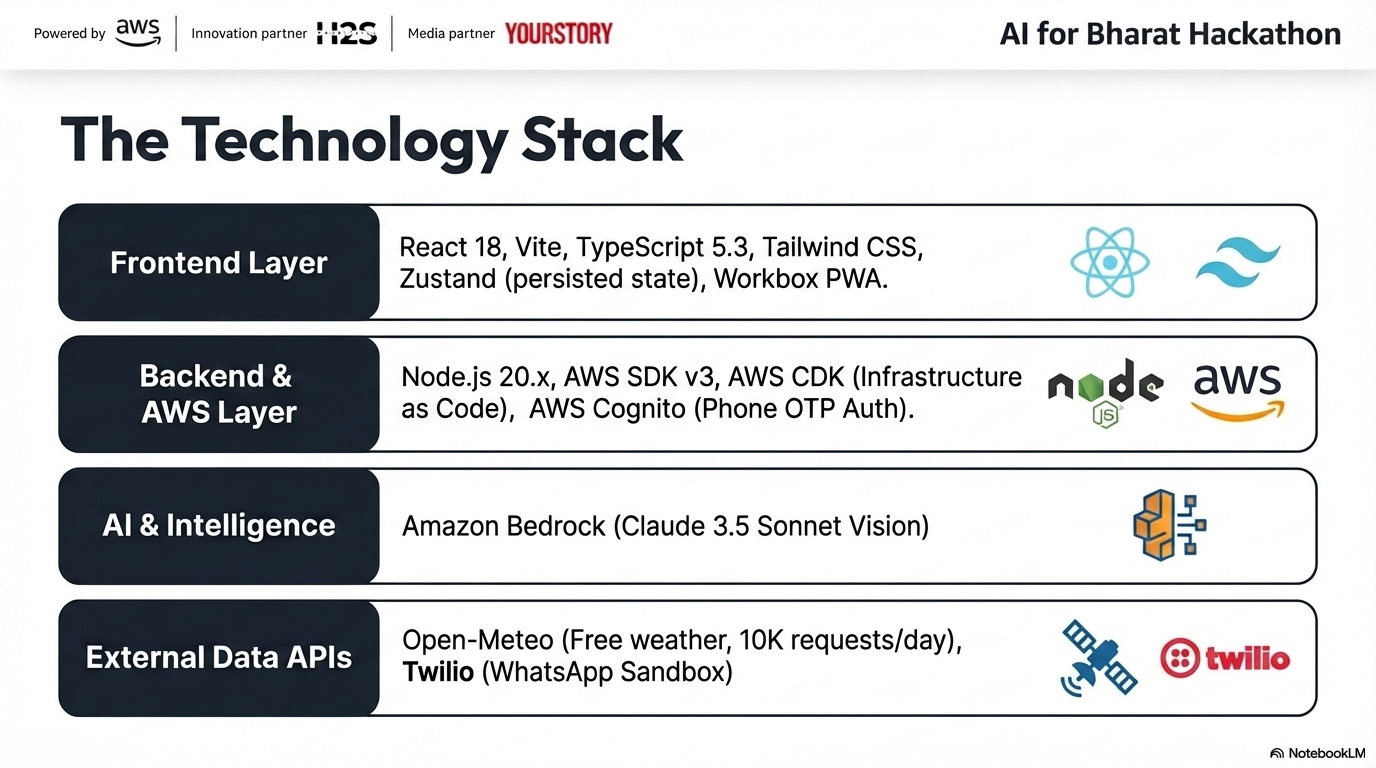 Powered by aws | Innovation partner H2S | Media partner YOURSTORY
AI for Bharat Hackathon
The Technology Stack
Frontend Layer
React 18, Vite, TypeScript 5.3, Tailwind CSS,
Zustand (persisted state), Workbox PWA.
Backend &
AWS Layer
Node.js 20.x, AWS SDK v3, AWS CDK (Infrastructure
as Code), AWS Cognito (Phone OTP Auth).
node
JS
aws
AI & Intelligence
Amazon Bedrock (Claude 3.5 Sonnet Vision)
External Data APIs
Open-Meteo (Free weather, 10K requests/day),
Twilio (WhatsApp Sandbox)
twilio
NotebookLM